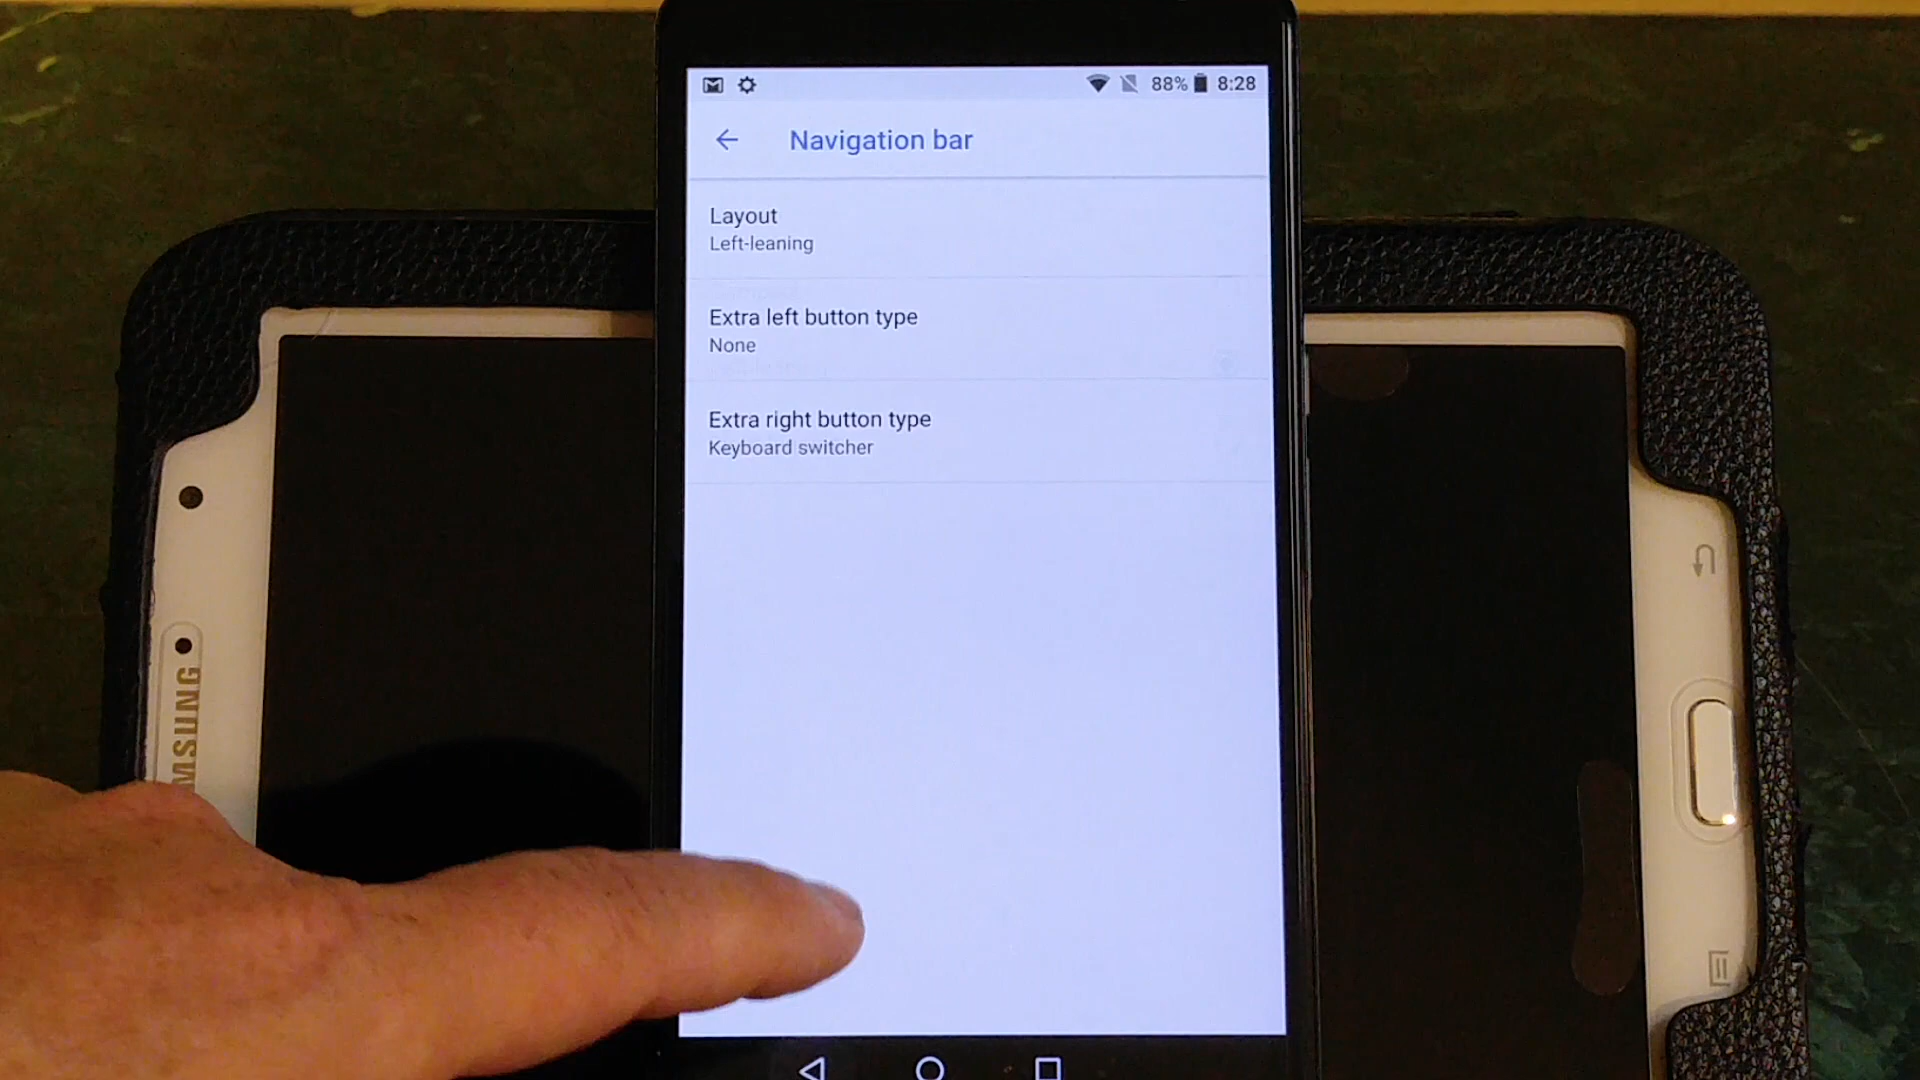 88% 8:28
Navigation bar
Layout
Left-leaning
Extra left button type
None
Extra right button type
Keyboard switcher
MSUNG